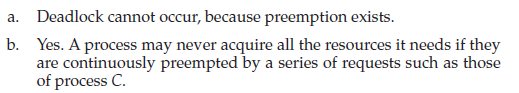 a. Deadlock cannot occur, because preemption exists.
b. Yes. A process may never acquire all the resources it needs if they
are continuously preempted by a series of requests such as those
of process C.